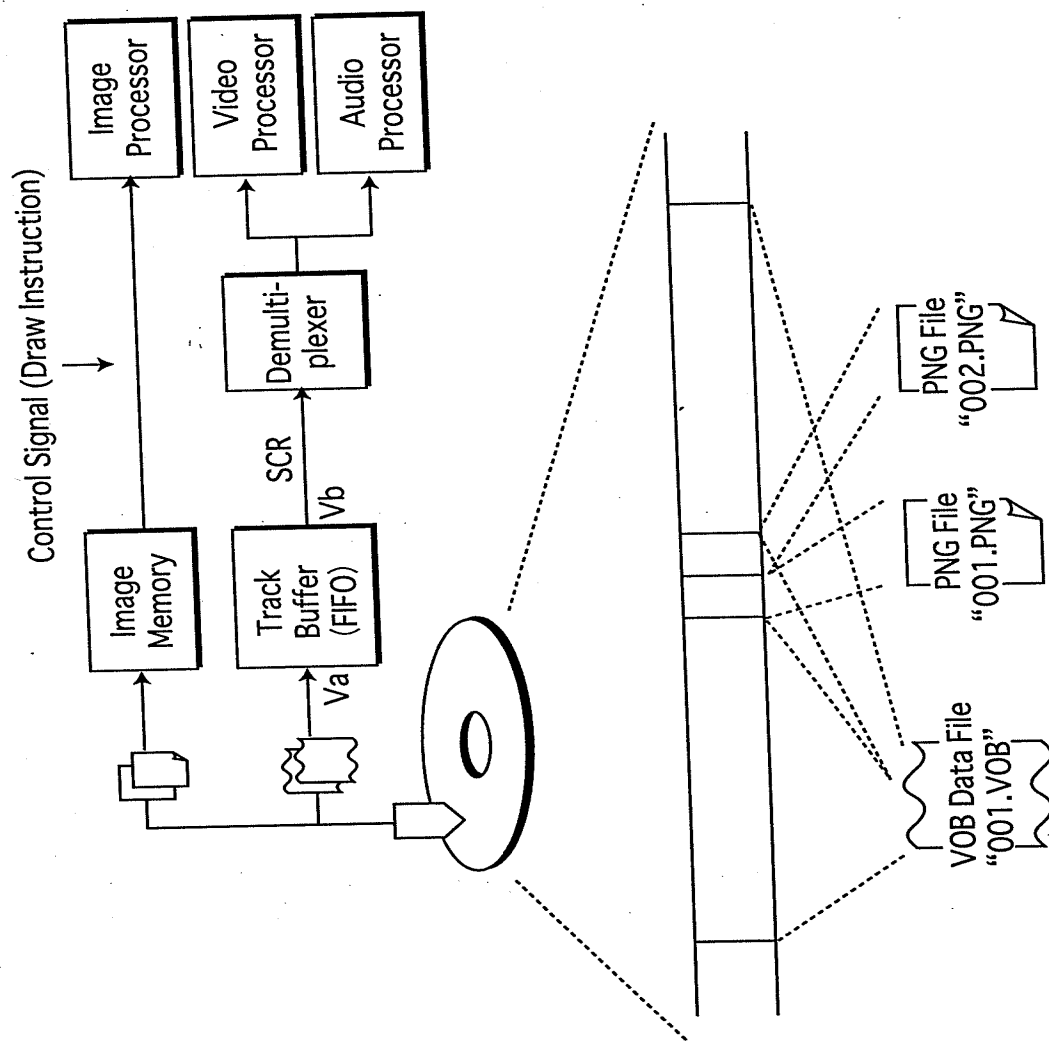 Control Signal (Draw Instruction)
Image
Memory
Image
Processor
Track
Buffer
(FIFO)
Va
Vb
SCR
Demulti-
plexer
Video
Processor
Audio
Processor
VOB Data File
“001.VOB”
PNG File
“001.PNG”
PNG File
“002.PNG”